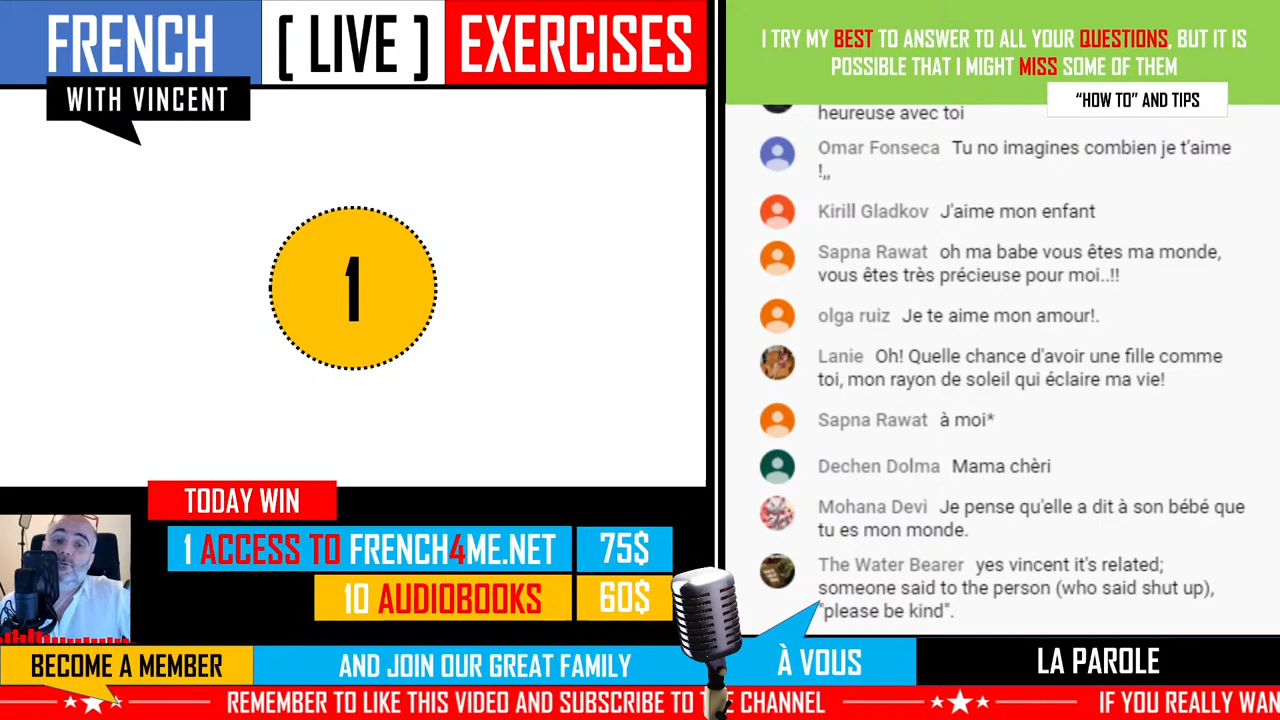 FRENCH
[ LIVE ]
EXERCISES
WITH VINCENT
1
TODAY WIN
1 ACCESS TO FRENCH4ME.NET
75$
10 AUDIOBOOKS
60$
BECOME A MEMBER
AND JOIN OUR GREAT FAMILY
I TRY MY BEST TO ANSWER TO ALL YOUR QUESTIONS, BUT IT IS
POSSIBLE THAT I MIGHT MISS SOME OF THEM
“HOW TO” AND TIPS
heureuse avec toi
Omar Fonseca Tu no imagines combien je t’aime
!,,
Kirill Gladkov J'aime mon enfant
Sapna Rawat oh ma babe vous êtes ma monde,
vous êtes très précieuse pour moi..!!
olga ruiz Je te aime mon amour!.
Lanie Oh! Quelle chance d'avoir une fille comme
toi, mon rayon de soleil qui éclaire ma vie!
Sapna Rawat à moi*
Dechen Dolma Mama chèri
Mohana Devi Je pense qu'elle a dit à son bébé que
tu es mon monde.
The Water Bearer yes vincent it's related;
someone said to the person (who said shut up),
"please be kind".
À VOUS
LA PAROLE
REMEMBER TO LIKE THIS VIDEO AND SUBSCRIBE TO THE CHANNEL
IF YOU REALLY WAN